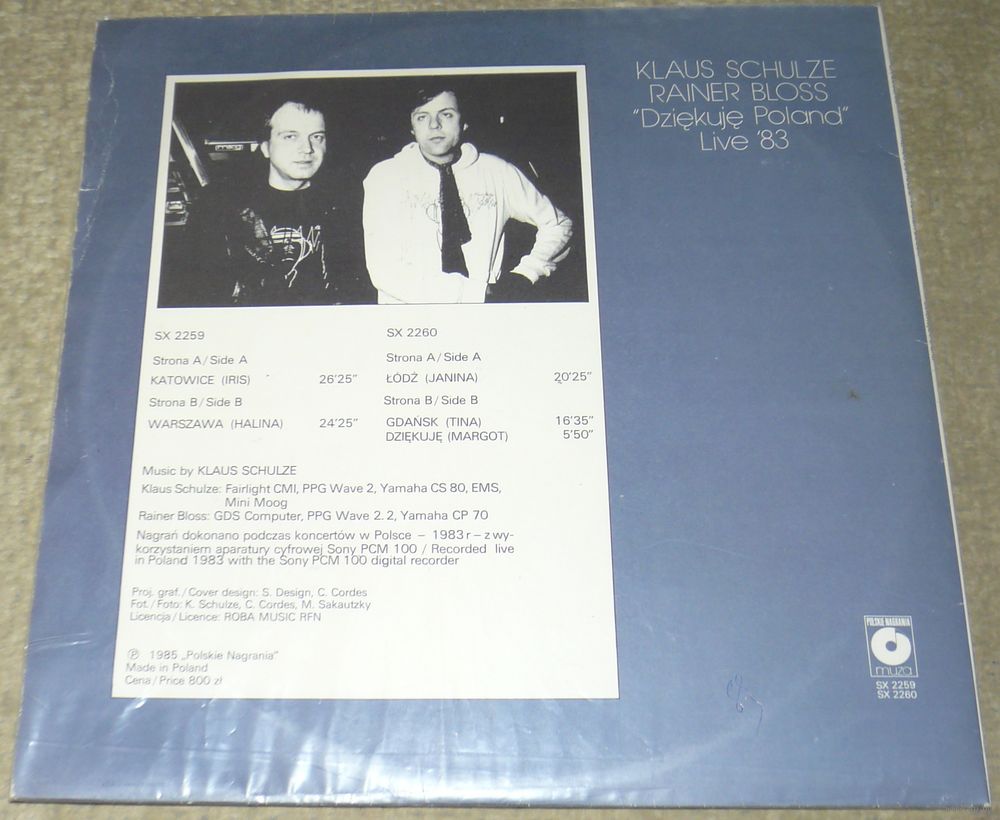 KLAUS SCHULZE
RAINER BLOSS
"Dziękuję Poland"
Live '83
SX 2259
Strona A/Side A
KATOWICE (IRIS) 26'25"
Strona B/Side B
WARSZAWA (HALINA) 24'25"
SX 2260
Strona A/Side A
ŁÓDŹ (JANINA) 20'25"
Strona B/Side B
GDAŃSK (TINA) 16'35"
DZIĘKUJĘ (MARGOT) 5'50"
Music by KLAUS SCHULZE
Klaus Schulze: Fairlight CMI, PPG Wave 2, Yamaha CS 80, EMS,
Mini Moog
Rainer Bloss: GDS Computer, PPG Wave 2.2, Yamaha CP 70
Nagrań dokonano podczas koncertów w Polsce – 1983 r – z wy-
korzystaniem aparatury cyfrowej Sony PCM 100 / Recorded live
in Poland 1983 with the Sony PCM 100 digital recorder
Proj. graf./Cover design: S. Design, C. Cordes
Fot./Foto: K. Schulze, C. Cordes, M. Sakautzky
Licencja/Licence: ROBA MUSIC RFN
Ⓟ 1985 „Polskie Nagrania"
Made in Poland
Cena/Price 800 zł
POLSKIE NAGRANIA
muza
SX 2259
SX 2260